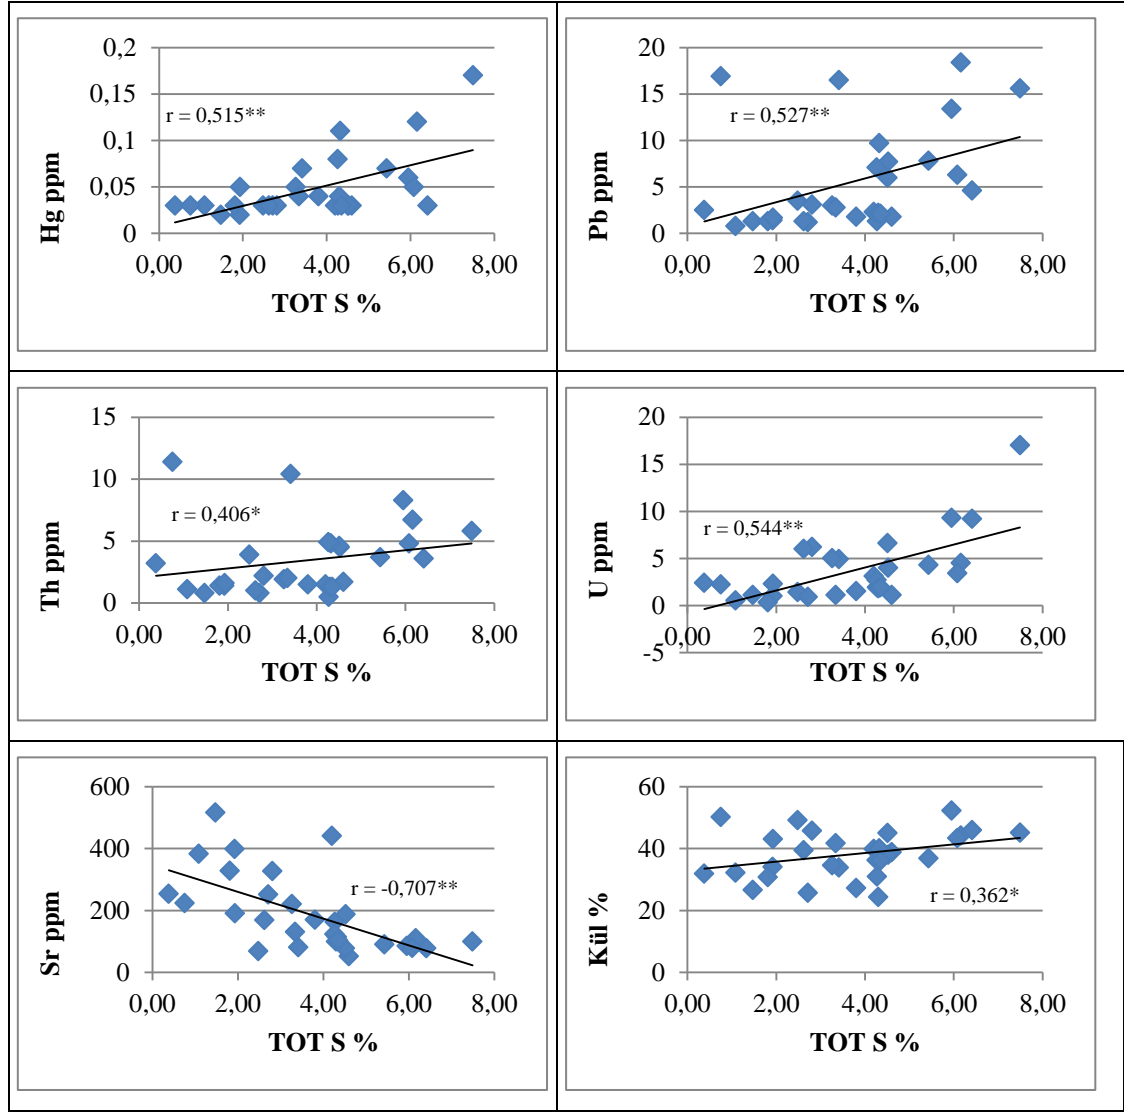 0,2
0,15
0,1
0,05
0
r = 0,515**
Hg ppm
0,00 2,00 4,00 6,00 8,00
TOT S %
20
15
10
5
0
r = 0,527**
Pb ppm
0,00 2,00 4,00 6,00 8,00
TOT S %
15
10
5
0
r = 0,406*
Th ppm
0,00 2,00 4,00 6,00 8,00
TOT S %
20
15
10
5
0
-5
r = 0,544**
U ppm
0,00 2,00 4,00 6,00 8,00
TOT S %
600
400
200
0
r = -0,707**
Sr ppm
0,00 2,00 4,00 6,00 8,00
TOT S %
60
40
20
0
r = 0,362*
Kül %
0,00 2,00 4,00 6,00 8,00
TOT S %